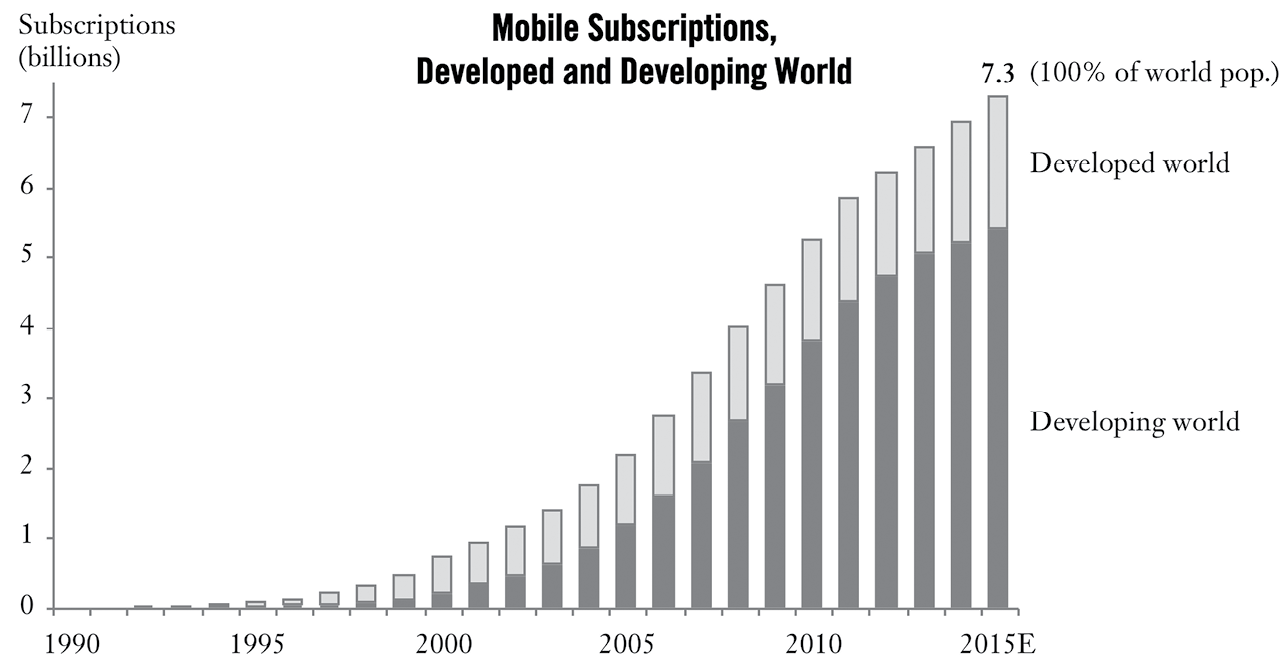 Subscriptions
(billions)
Mobile Subscriptions,
Developed and Developing World
7.3 (100% of world pop.)
7
Developed world
6
5
4
3
Developing world
2
1
0
1990 1995 2000 2005 2010 2015E